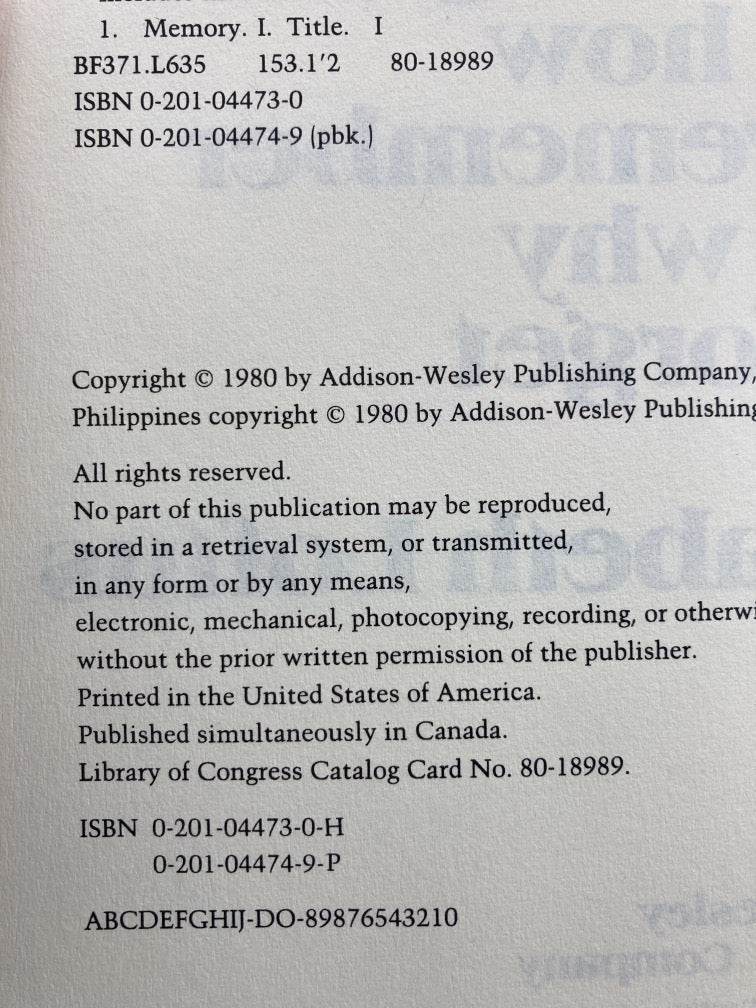 1. Memory. I. Title. I
BF371.L635 153.1'2 80-18989
ISBN 0-201-04473-0
ISBN 0-201-04474-9 (pbk.)
Copyright © 1980 by Addison-Wesley Publishing Company,
Philippines copyright © 1980 by Addison-Wesley Publishing
All rights reserved.
No part of this publication may be reproduced,
stored in a retrieval system, or transmitted,
in any form or by any means,
electronic, mechanical, photocopying, recording, or otherwi
without the prior written permission of the publisher.
Printed in the United States of America.
Published simultaneously in Canada.
Library of Congress Catalog Card No. 80-18989.
ISBN 0-201-04473-0-H
0-201-04474-9-P
ABCDEFGHIJ-DO-89876543210